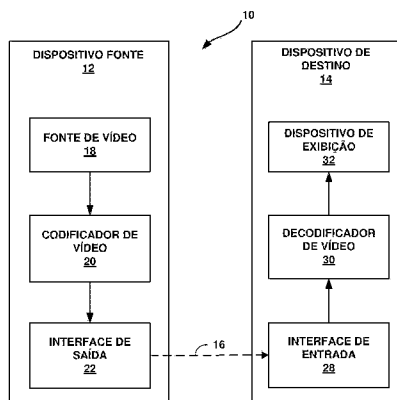 10
DISPOSITIVO FONTE
12
FONTE DE VÍDEO
18
CODIFICADOR DE
VÍDEO
20
INTERFACE DE
SAÍDA
22
16
DISPOSITIVO DE
DESTINO
14
DISPOSITIVO DE
EXIBIÇÃO
32
DECODIFICADOR
DE VÍDEO
30
INTERFACE DE
ENTRADA
28